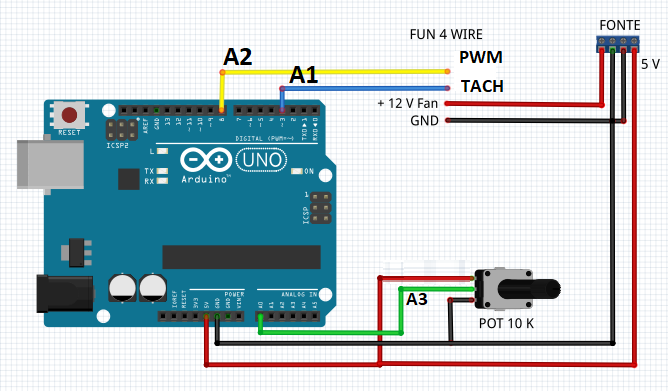 FONTE
FUN 4 WIRE
A2
PWM
5 V
A1
TACH
+ 12 V Fan
GND
RESET
ICSP2
AREF
GND
13
12
~11
~10
~9
8
7
~6
~5
4
~3
2
TX0▶1
RX0◀0
DIGITAL (PWM~)
L
TX
RX
Arduino™
UNO
ON
1
ICSP
A3
POT 10 K
POWER
ANALOG IN
IOREF
RESET
3V3
5V
GND
GND
VIN
A0
A1
A2
A3
A4
A5